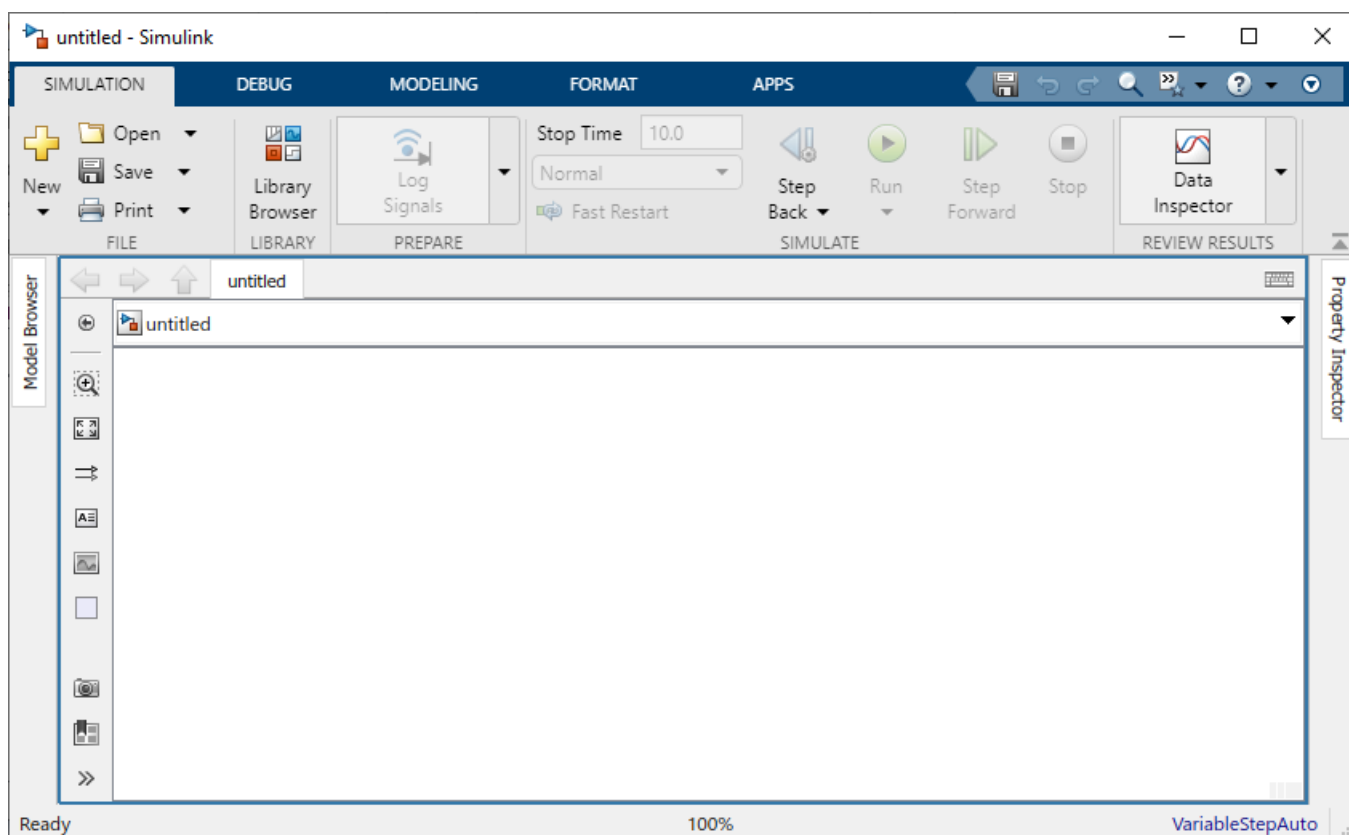 untitled - Simulink
SIMULATION DEBUG MODELING FORMAT APPS
New
Open
Save
Print
FILE
Library
Browser
LIBRARY
Log
Signals
PREPARE
Stop Time 10.0
Normal
Fast Restart
Step
Back
Run
Step
Forward
Stop
SIMULATE
Data
Inspector
REVIEW RESULTS
Model Browser
untitled
untitled
Property Inspector
Ready 100% VariableStepAuto